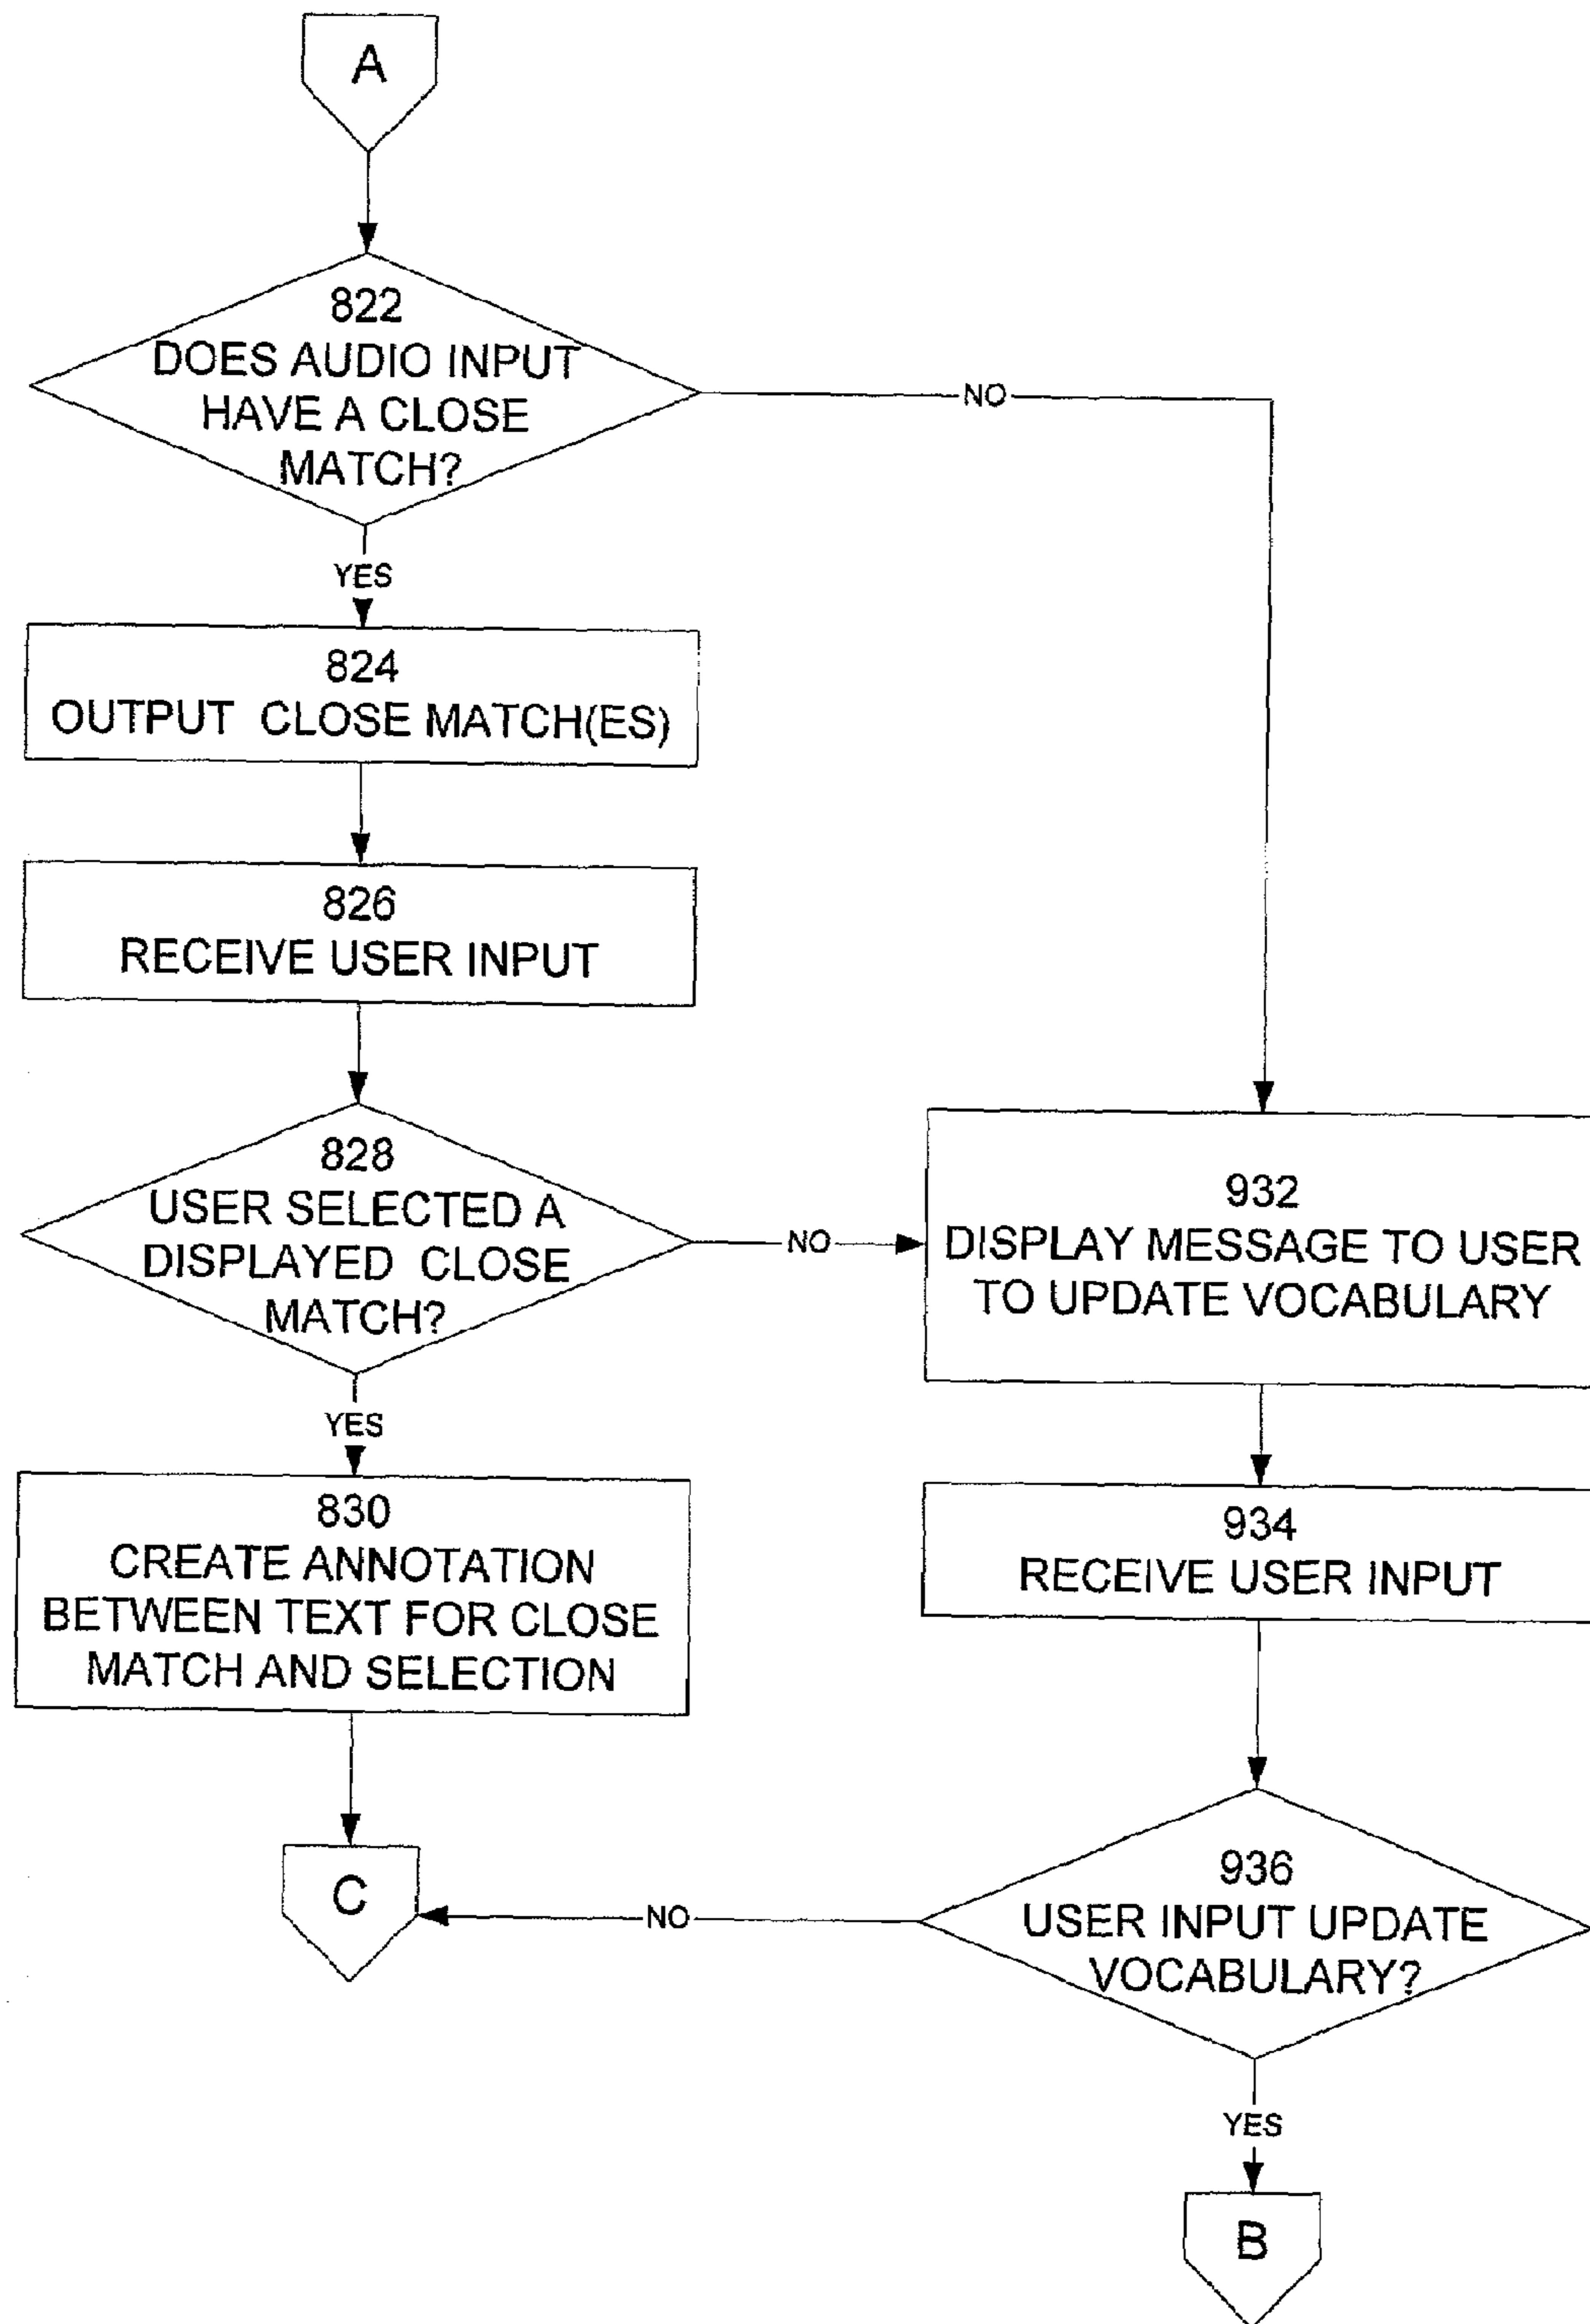 A
822
DOES AUDIO INPUT
HAVE A CLOSE
MATCH?
NO
YES
824
OUTPUT CLOSE MATCH(ES)
826
RECEIVE USER INPUT
828
USER SELECTED A
DISPLAYED CLOSE
MATCH?
NO
932
DISPLAY MESSAGE TO USER
TO UPDATE VOCABULARY
YES
830
CREATE ANNOTATION
BETWEEN TEXT FOR CLOSE
MATCH AND SELECTION
934
RECEIVE USER INPUT
C
NO
936
USER INPUT UPDATE
VOCABULARY?
YES
B